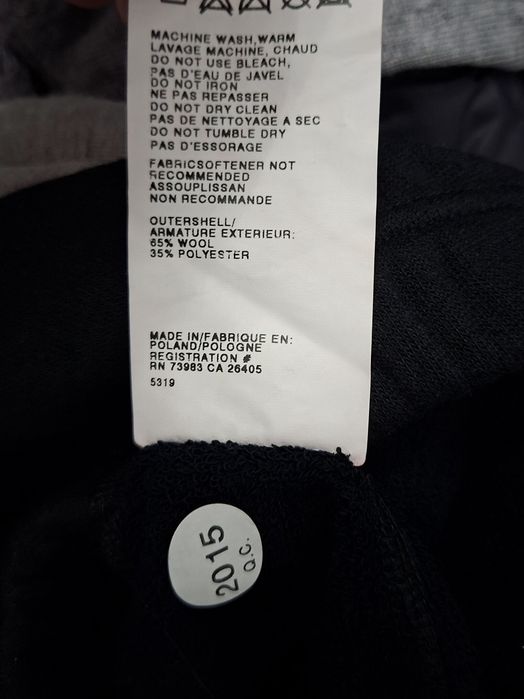 MACHINE WASH,WARM
LAVAGE MACHINE, CHAUD
DO NOT USE BLEACH,
PAS D'EAU DE JAVEL
DO NOT IRON
NE PAS REPASSER
DO NOT DRY CLEAN
PAS DE NETTOYAGE A SEC
DO NOT TUMBLE DRY
PAS D'ESSORAGE
FABRICSOFTENER NOT
RECOMMENDED
ASSOUPLISSAN
NON RECOMMANDE
OUTERSHELL/
ARMATURE EXTERIEUR:
65% WOOL
35% POLYESTER
MADE IN/FABRIQUE EN:
POLAND/POLOGNE
REGISTRATION #
RN 73983 CA 26405
5319
2015
Q.C.